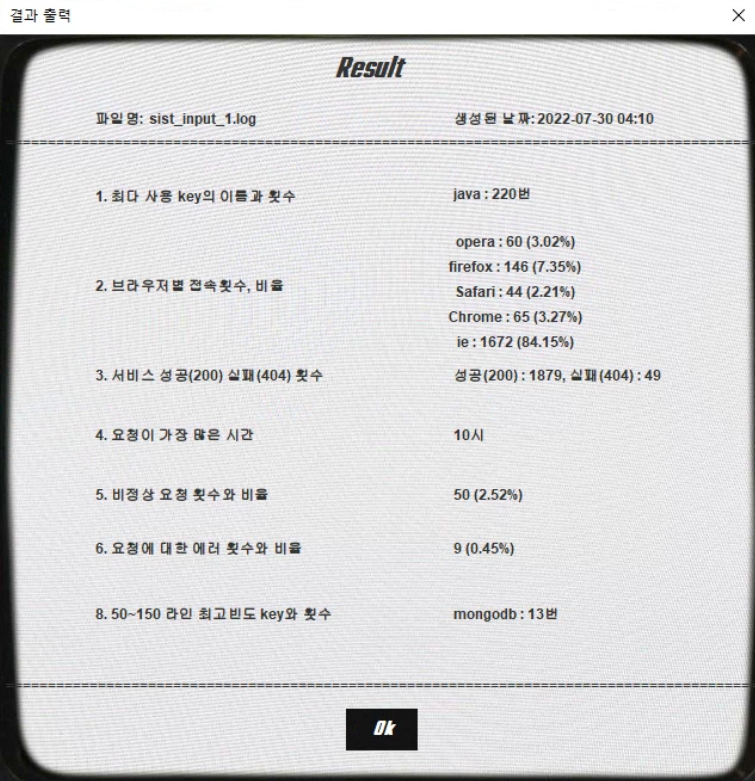 결과 출력
Result
파일명: sist_input_1.log 생성된 날짜: 2022-07-30 04:10
1. 최다 사용 key의 이름과 횟수 java : 220번
opera : 60 (3.02%)
firefox : 146 (7.35%)
2. 브라우저별 접속횟수, 비율 Safari : 44 (2.21%)
Chrome : 65 (3.27%)
ie : 1672 (84.15%)
3. 서비스 성공(200) 실패(404) 횟수 성공(200) : 1879, 실패(404) : 49
4. 요청이 가장 많은 시간 10시
5. 비정상 요청 횟수와 비율 50 (2.52%)
6. 요청에 대한 에러 횟수와 비율 9 (0.45%)
8. 50~150 라인 최고빈도 key와 횟수 mongodb : 13번
Ok